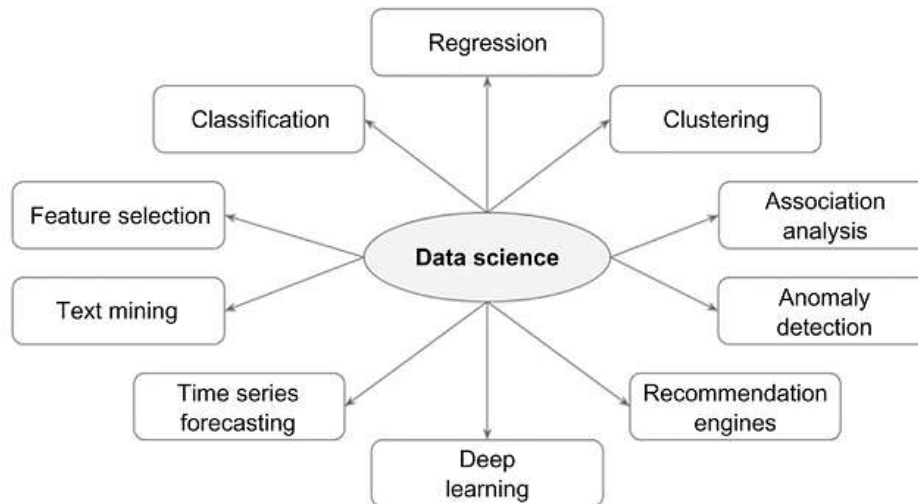 Regression
Classification
Clustering
Feature selection
Association
analysis
Data science
Text mining
Anomaly
detection
Time series
forecasting
Recommendation
engines
Deep
learning